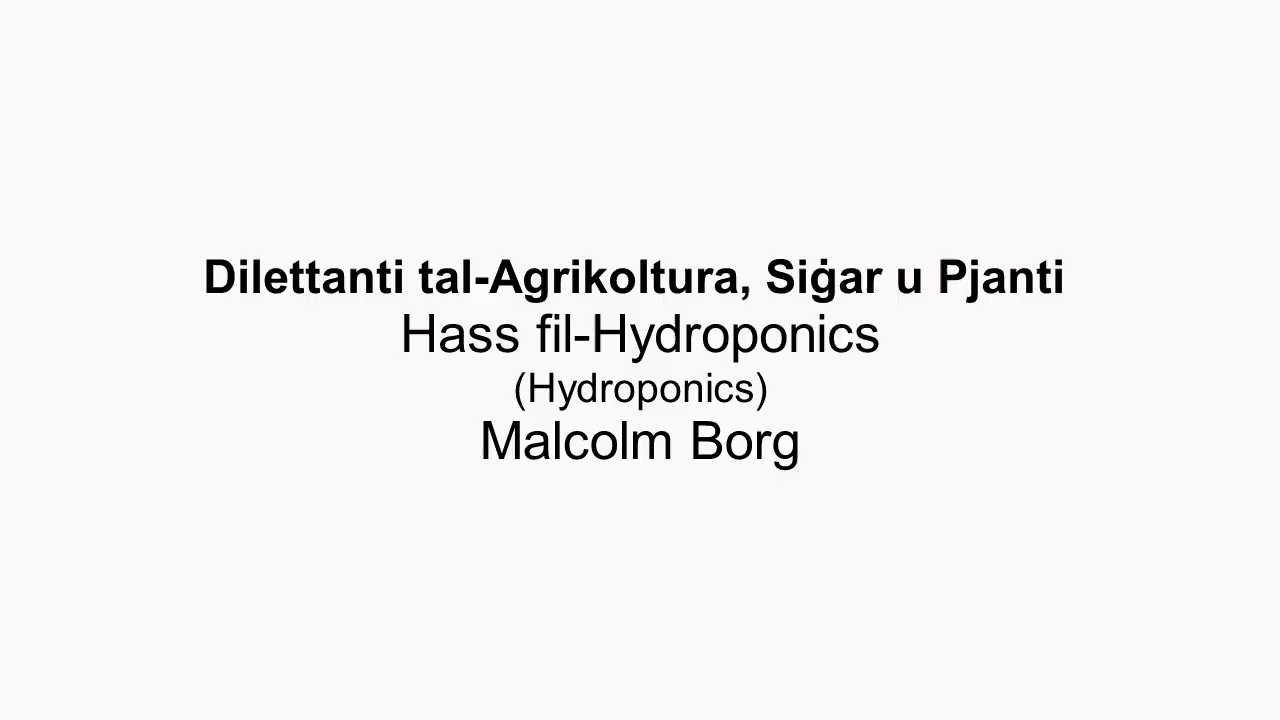 Dilettanti tal-Agrikoltura, Siġar u Pjanti
Hass fil-Hydroponics
(Hydroponics)
Malcolm Borg